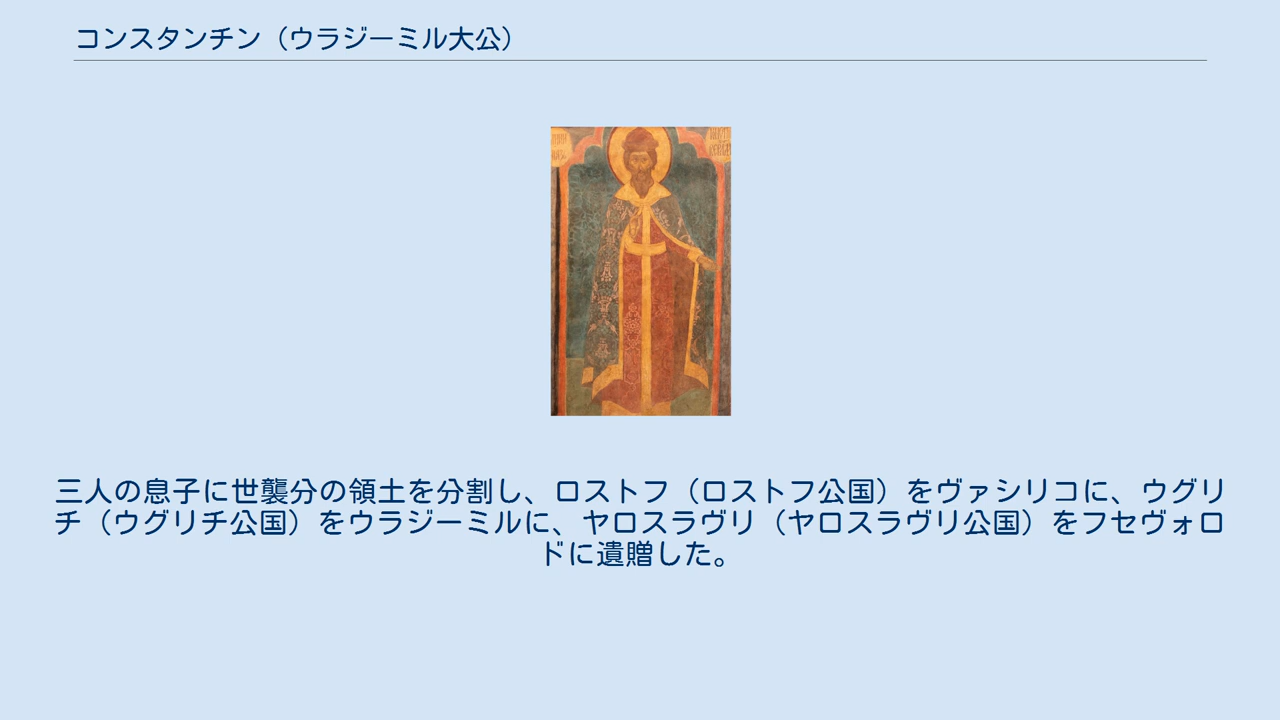 コンスタンチン（ウラジーミル大公）
三人の息子に世襲分の領土を分割し、ロストフ（ロストフ公国）をヴァシリコに、ウグリ
チ（ウグリチ公国）をウラジーミルに、ヤロスラヴリ（ヤロスラヴリ公国）をフセヴォロ
ドに遺贈した。